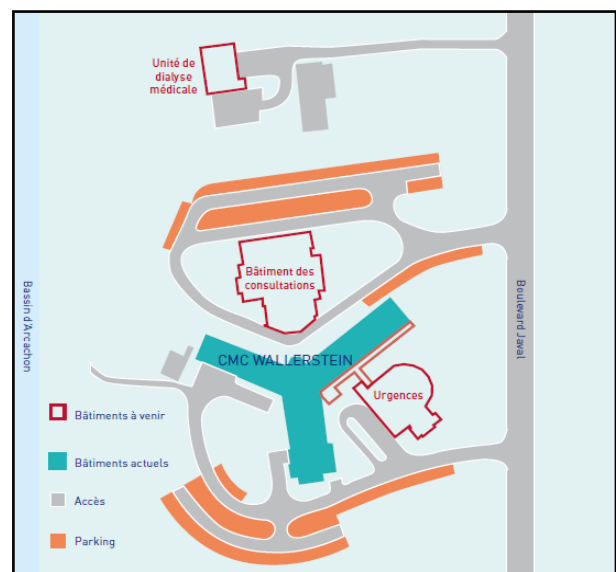 Unité de
dialyse
médicale
Bâtiment des
consultations
Bassin d'Arcachon
Boulevard Javal
CMC WALLERSTEIN
Urgences
Bâtiments à venir
Bâtiments actuels
Accès
Parking